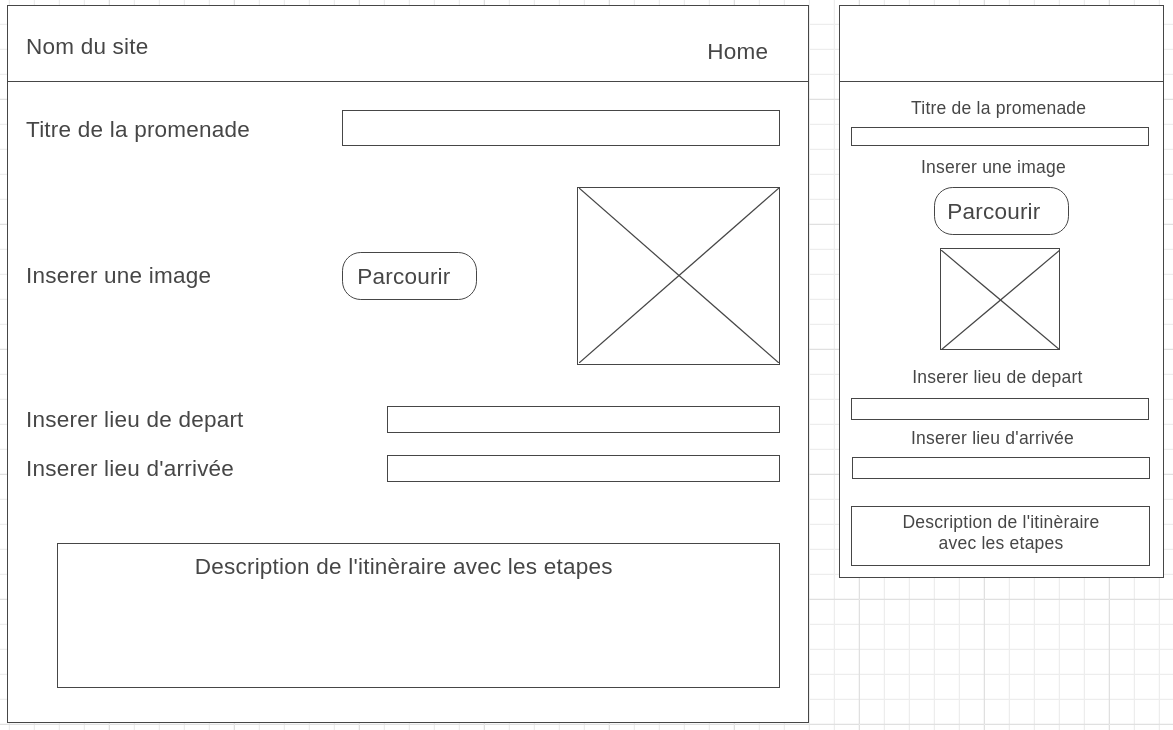 Nom du site
Home
Titre de la promenade
Inserer une image
Parcourir
Inserer lieu de depart
Inserer lieu d'arrivée
Description de l'itinèraire avec les etapes
Titre de la promenade
Inserer une image
Parcourir
Inserer lieu de depart
Inserer lieu d'arrivée
Description de l'itinèraire
avec les etapes